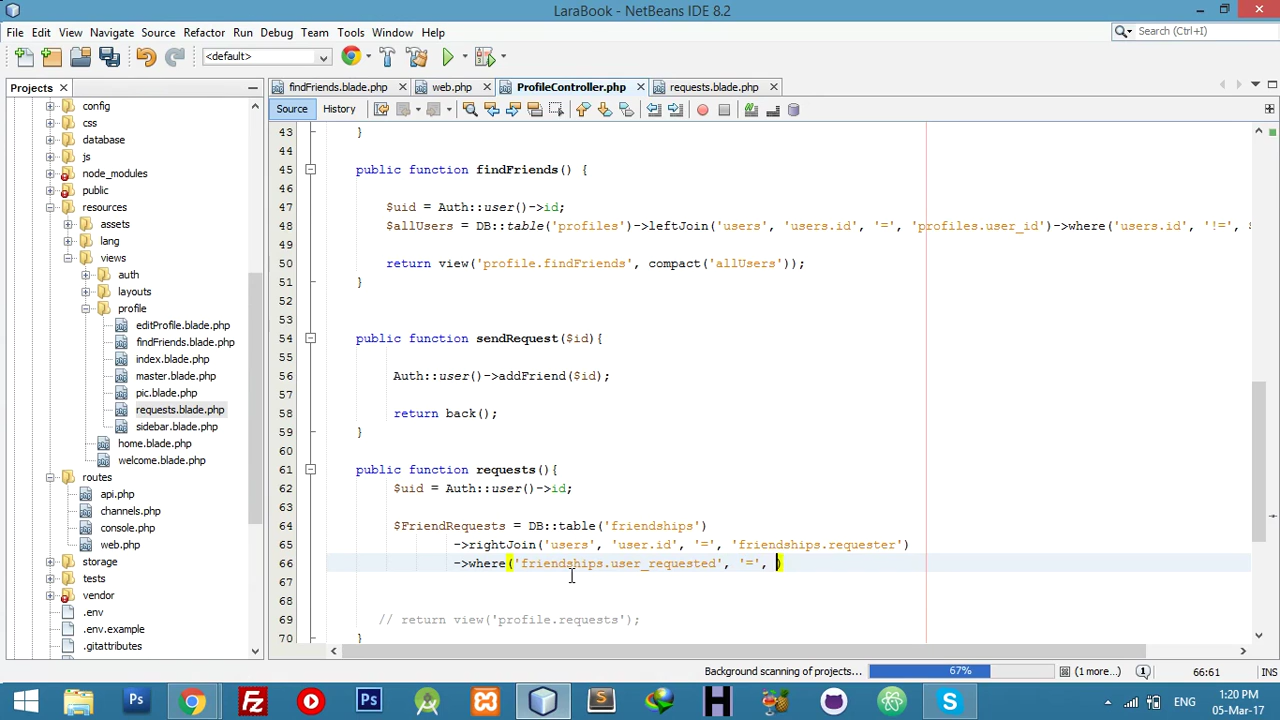 LaraBook - NetBeans IDE 8.2
File Edit View Navigate Source Refactor Run Debug Team Tools Window Help
Search (Ctrl+I)
<default>
Projects
findFriends.blade.php web.php ProfileController.php requests.blade.php
Source History
config
css
database
js
node_modules
public
resources
assets
lang
views
auth
layouts
profile
editProfile.blade.php
findFriends.blade.php
index.blade.php
master.blade.php
pic.blade.php
requests.blade.php
sidebar.blade.php
home.blade.php
welcome.blade.php
routes
api.php
channels.php
console.php
web.php
storage
tests
vendor
.env
.env.example
.gitattributes
43 }
44
45 public function findFriends() {
46
47 $uid = Auth::user()->id;
48 $allUsers = DB::table('profiles')->leftJoin('users', 'users.id', '=', 'profiles.user_id')->where('users.id', '!=', $
49
50 return view('profile.findFriends', compact('allUsers'));
51 }
52
53
54 public function sendRequest($id){
55
56 Auth::user()->addFriend($id);
57
58 return back();
59 }
60
61 public function requests(){
62 $uid = Auth::user()->id;
63
64 $FriendRequests = DB::table('friendships')
65 ->rightJoin('users', 'user.id', '=', 'friendships.requester')
66 ->where('friendships.user_requested', '=', )
67
68
69 // return view('profile.requests');
70 }
Background scanning of projects... 67% (1 more...) 66:61 INS
ENG
1:20 PM
05-Mar-17